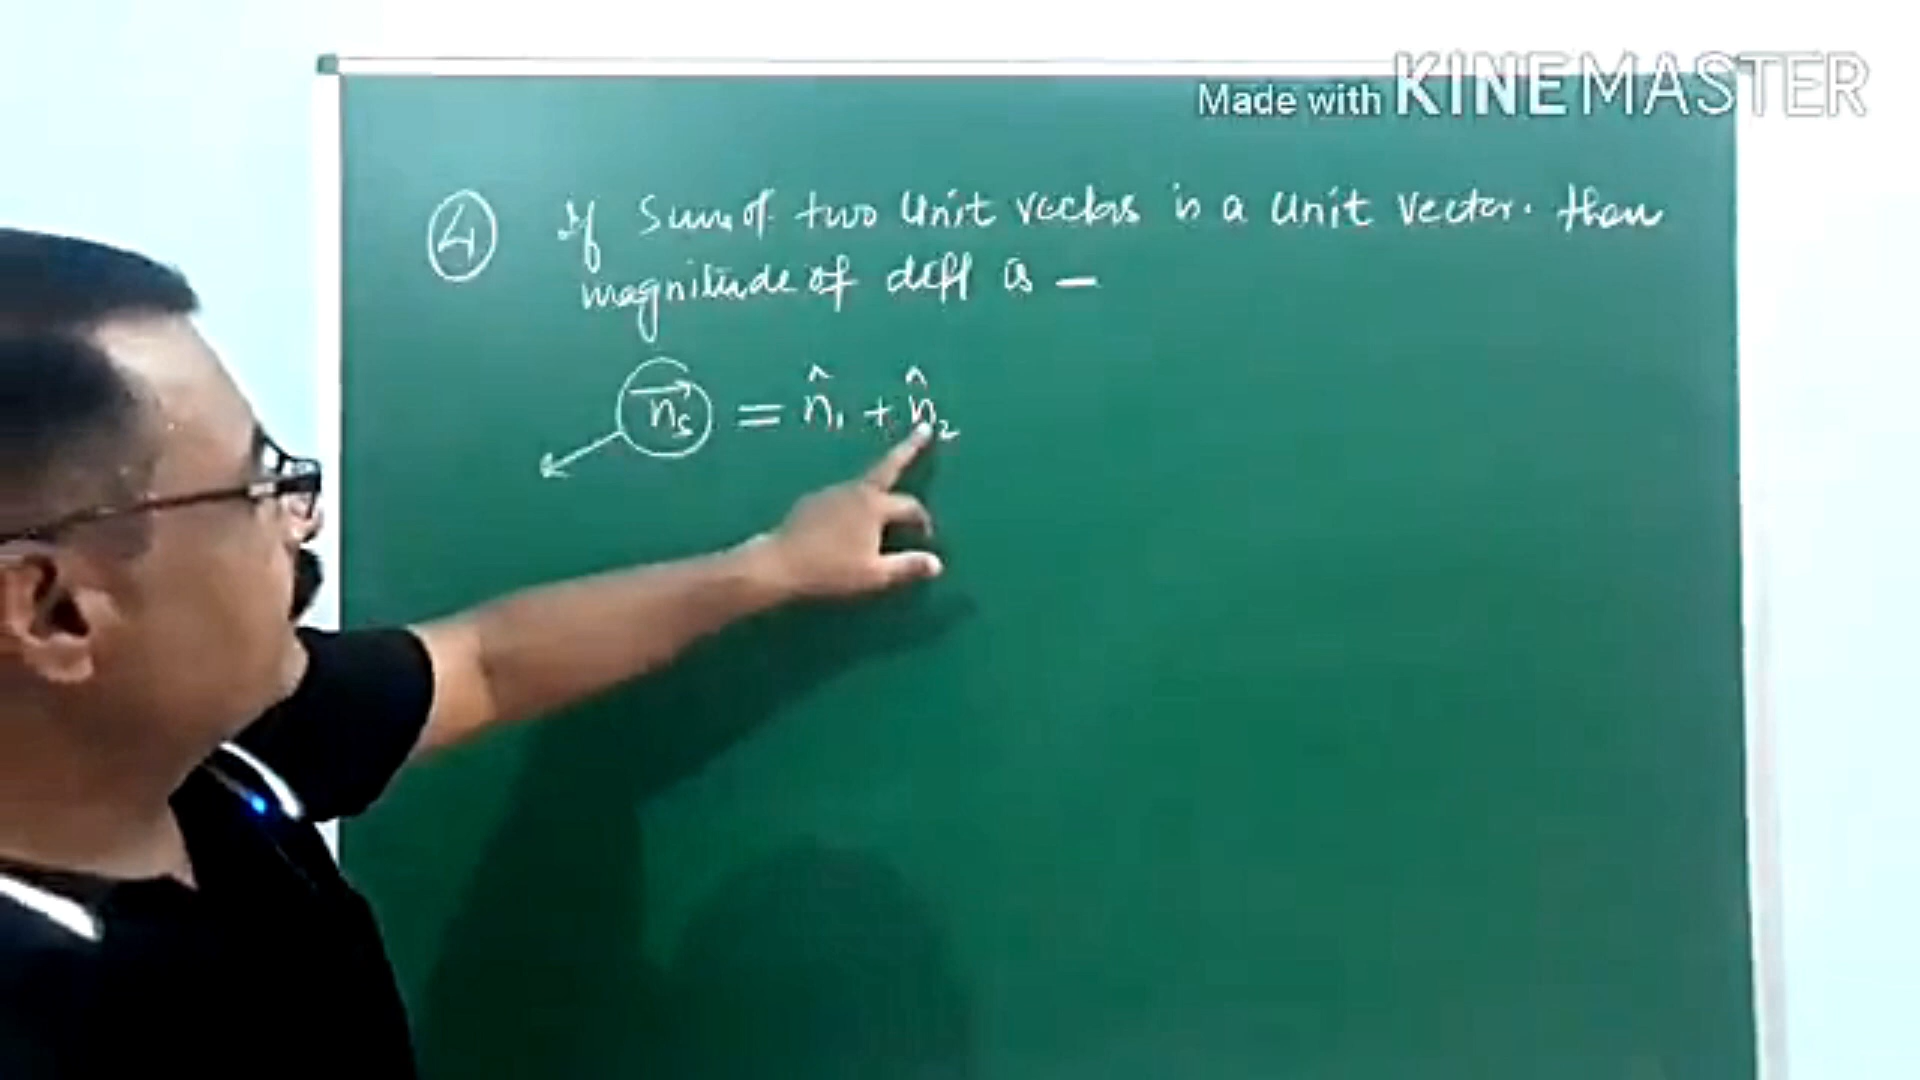 Made with KINEMASTER
④ If Sum of two Unit vectors is a Unit vector. then
magnitude of diff is —
n⃗ₛ = n̂₁ + n̂₂